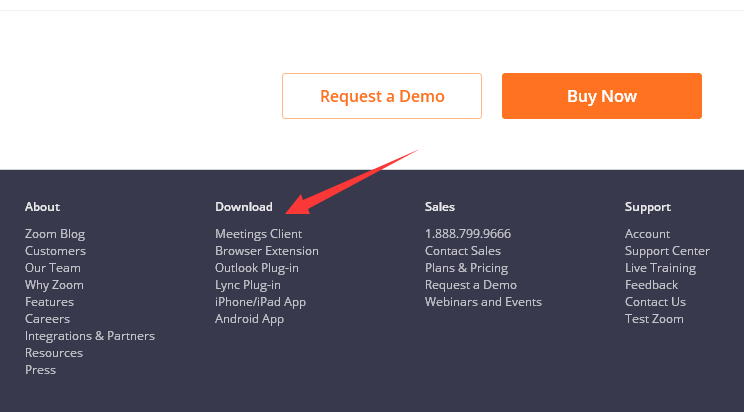 Request a Demo
Buy Now
About
Zoom Blog
Customers
Our Team
Why Zoom
Features
Careers
Integrations & Partners
Resources
Press
Download
Meetings Client
Browser Extension
Outlook Plug-in
Lync Plug-in
iPhone/iPad App
Android App
Sales
1.888.799.9666
Contact Sales
Plans & Pricing
Request a Demo
Webinars and Events
Support
Account
Support Center
Live Training
Feedback
Contact Us
Test Zoom